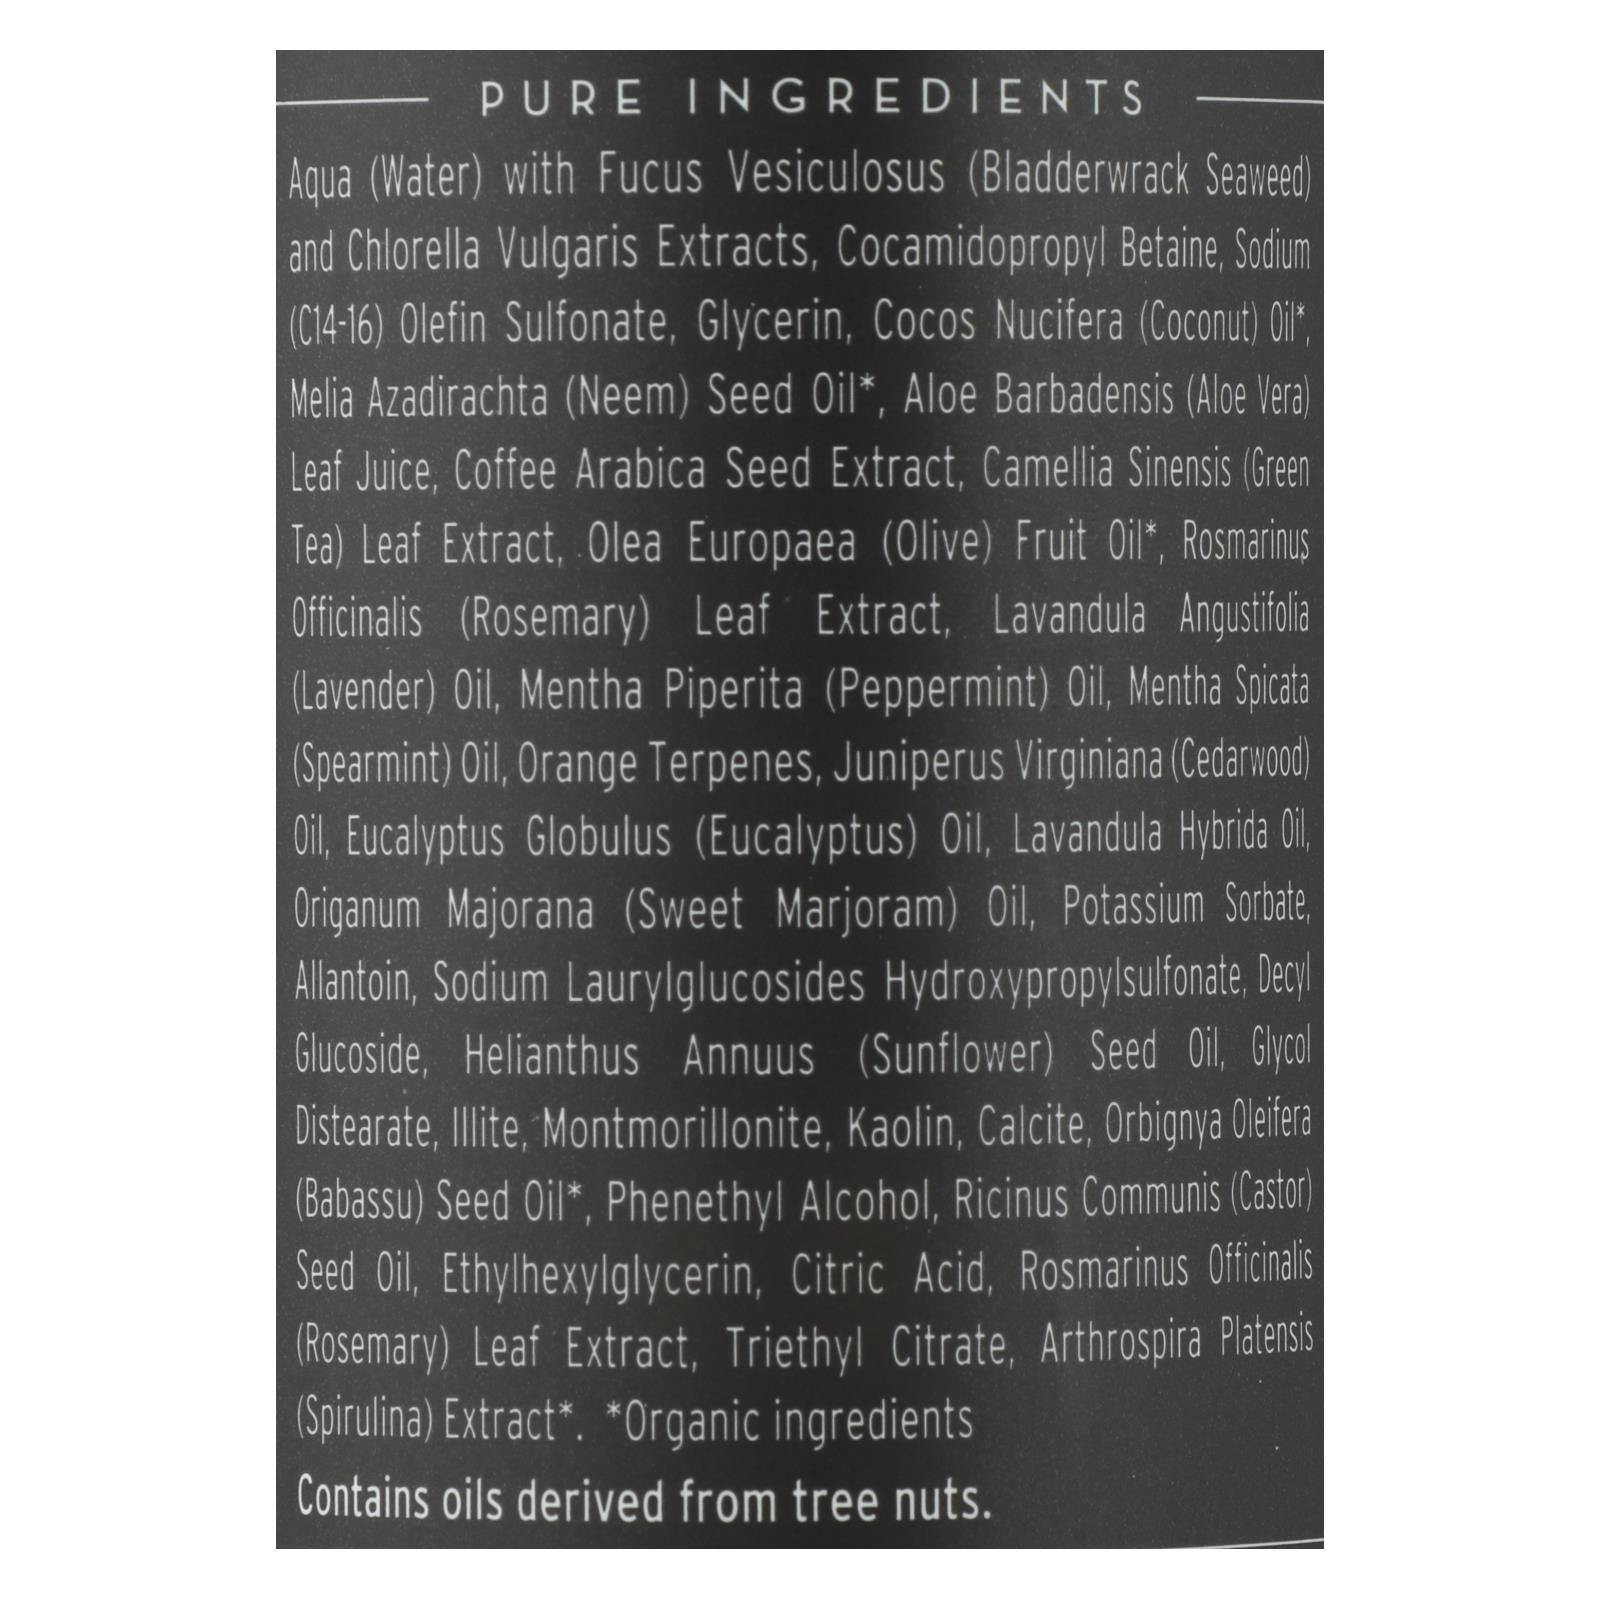 PURE INGREDIENTS
Aqua (Water) with Fucus Vesiculosus (Bladderwrack Seaweed)
and Chlorella Vulgaris Extracts, Cocamidopropyl Betaine, Sodium
(C14-16) Olefin Sulfonate, Glycerin, Cocos Nucifera (Coconut) Oil*,
Melia Azadirachta (Neem) Seed Oil*, Aloe Barbadensis (Aloe Vera)
Leaf Juice, Coffee Arabica Seed Extract, Camellia Sinensis (Green
Tea) Leaf Extract, Olea Europaea (Olive) Fruit Oil*, Rosmarinus
Officinalis (Rosemary) Leaf Extract, Lavandula Angustifolia
(Lavender) Oil, Mentha Piperita (Peppermint) Oil, Mentha Spicata
(Spearmint) Oil, Orange Terpenes, Juniperus Virginiana (Cedarwood)
Oil, Eucalyptus Globulus (Eucalyptus) Oil, Lavandula Hybrida Oil,
Origanum Majorana (Sweet Marjoram) Oil, Potassium Sorbate,
Allantoin, Sodium Laurylglucosides Hydroxypropylsulfonate, Decyl
Glucoside, Helianthus Annuus (Sunflower) Seed Oil, Glycol
Distearate, Illite, Montmorillonite, Kaolin, Calcite, Orbignya Oleifera
(Babassu) Seed Oil*, Phenethyl Alcohol, Ricinus Communis (Castor)
Seed Oil, Ethylhexylglycerin, Citric Acid, Rosmarinus Officinalis
(Rosemary) Leaf Extract, Triethyl Citrate, Arthrospira Platensis
(Spirulina) Extract*. *Organic ingredients
Contains oils derived from tree nuts.